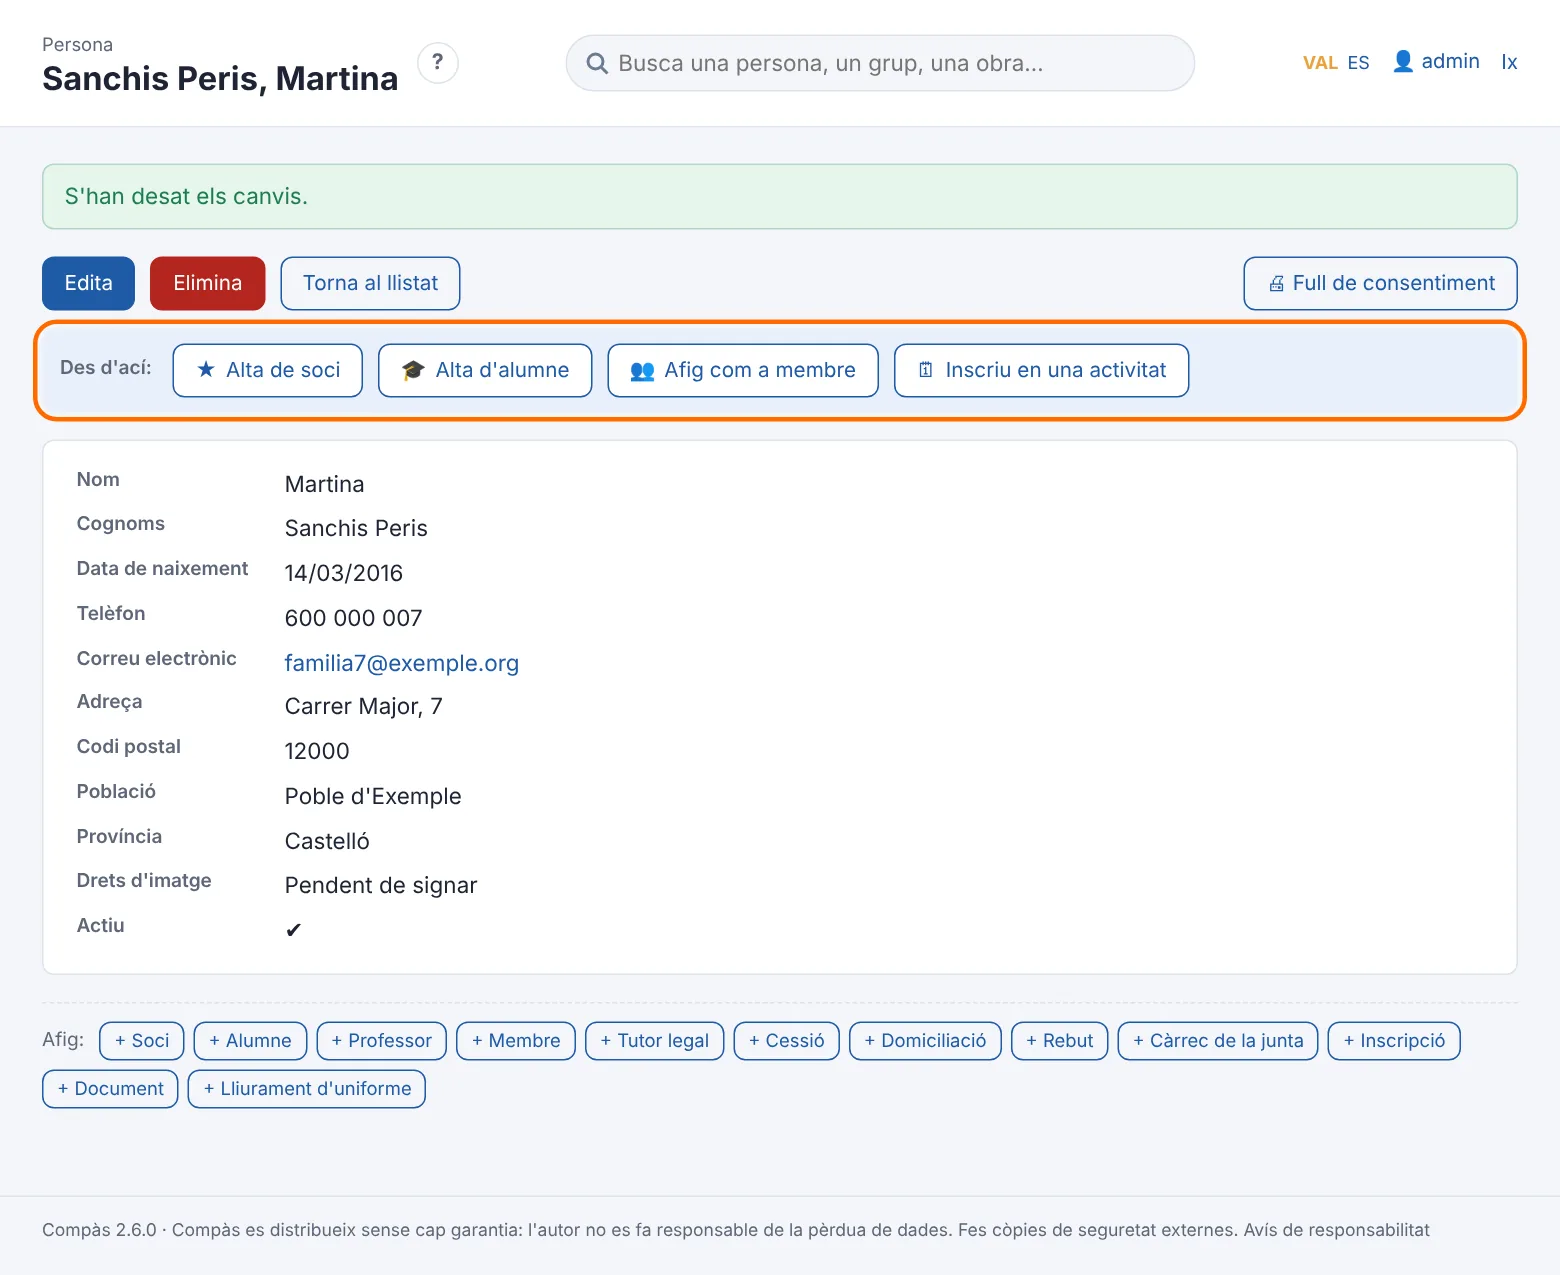 Persona
Sanchis Peris, Martina
?
Busca una persona, un grup, una obra...
VAL ES
admin
Ix
S'han desat els canvis.
Edita
Elimina
Torna al llistat
Full de consentiment
Des d'ací:
★ Alta de soci
Alta d'alumne
Afig com a membre
Inscriu en una activitat
Nom Martina
Cognoms Sanchis Peris
Data de naixement 14/03/2016
Telèfon 600 000 007
Correu electrònic familia7@exemple.org
Adreça Carrer Major, 7
Codi postal 12000
Població Poble d'Exemple
Província Castelló
Drets d'imatge Pendent de signar
Actiu ✔
Afig: + Soci + Alumne + Professor + Membre + Tutor legal + Cessió + Domiciliació + Rebut + Càrrec de la junta + Inscripció
+ Document + Lliurament d'uniforme
Compàs 2.6.0 · Compàs es distribueix sense cap garantia: l'autor no es fa responsable de la pèrdua de dades. Fes còpies de seguretat externes. Avís de responsabilitat